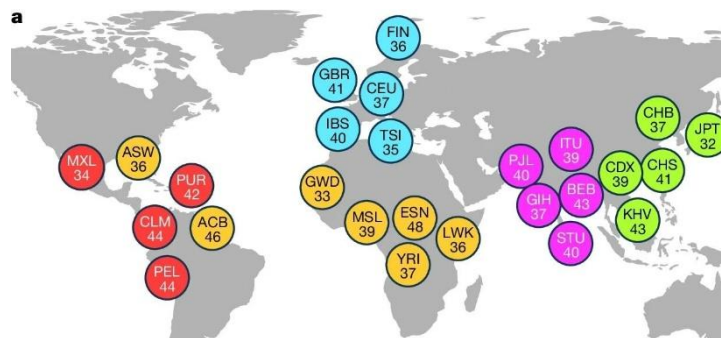 a
FIN
36
GBR
41
CEU
37
IBS
40
TSI
35
MXL
34
ASW
36
PUR
42
CLM
44
ACB
46
PEL
44
GWD
33
MSL
39
ESN
48
LWK
36
YRI
37
PJL
40
ITU
39
GIH
37
BEB
43
STU
40
CHB
37
JPT
32
CDX
39
CHS
41
KHV
43